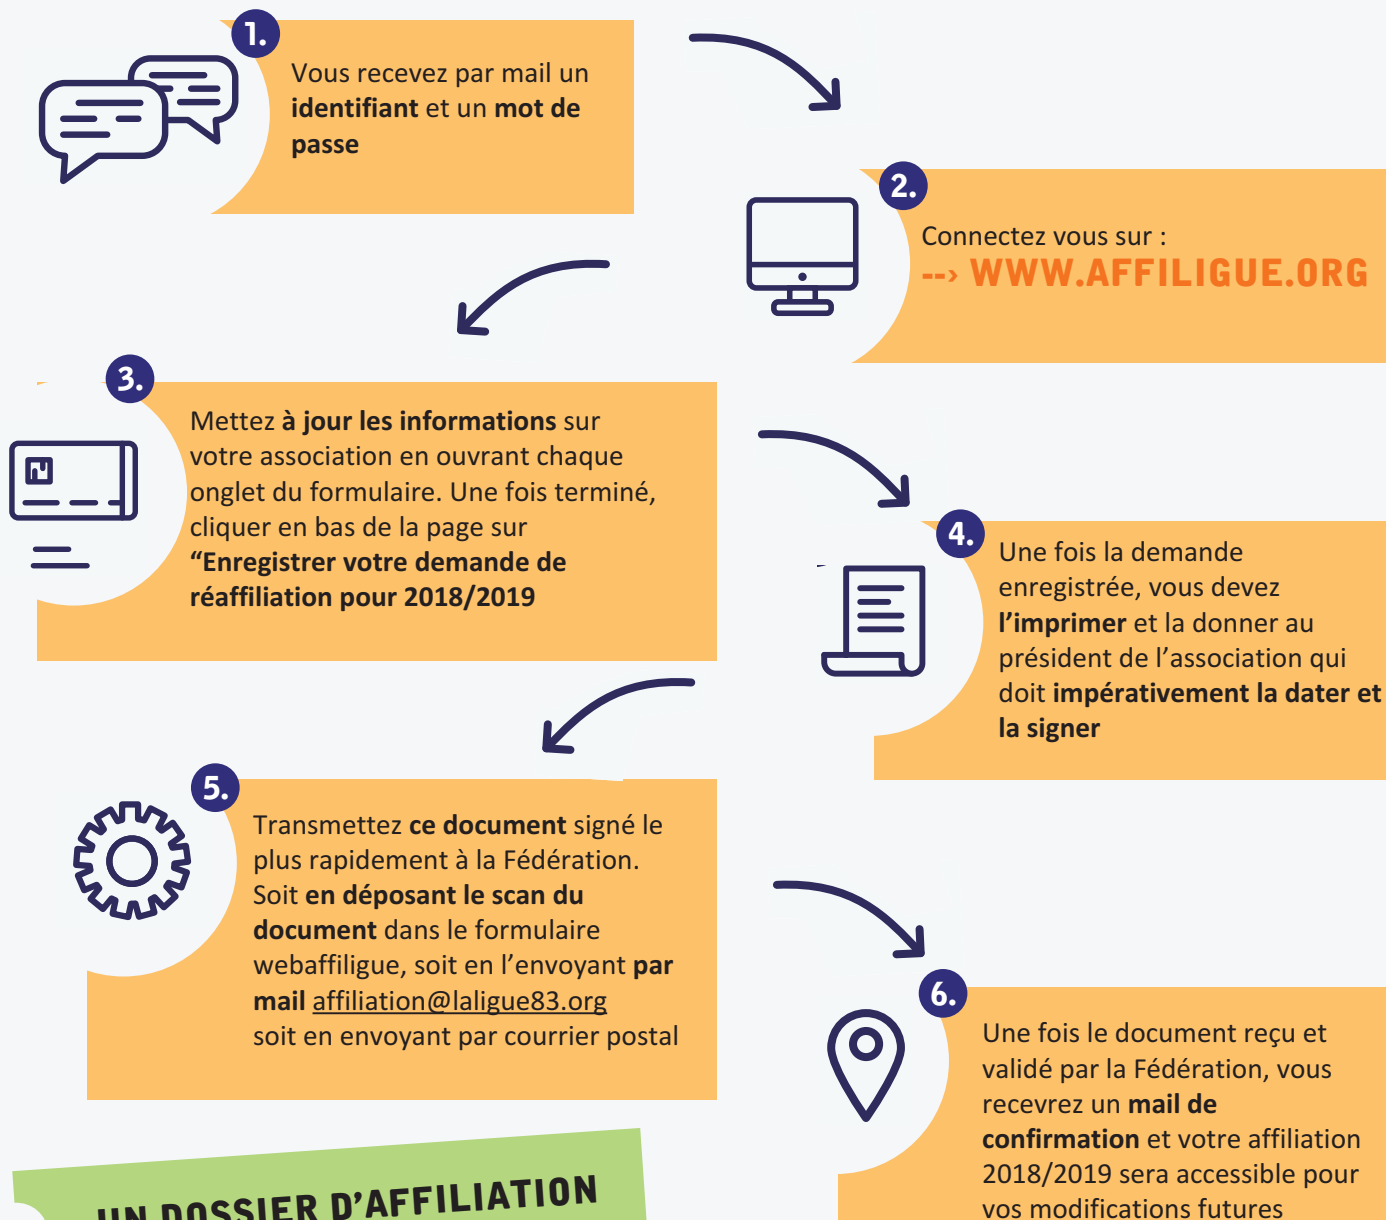 1.
Vous recevez par mail un
identifiant et un mot de
passe
2.
Connectez vous sur :
--› WWW.AFFILIGUE.ORG
3.
Mettez à jour les informations sur
votre association en ouvrant chaque
onglet du formulaire. Une fois terminé,
cliquer en bas de la page sur
“Enregistrer votre demande de
réaffiliation pour 2018/2019
4.
Une fois la demande
enregistrée, vous devez
l’imprimer et la donner au
président de l’association qui
doit impérativement la dater et
la signer
5.
Transmettez ce document signé le
plus rapidement à la Fédération.
Soit en déposant le scan du
document dans le formulaire
webaffiligue, soit en l’envoyant par
mail affiliation@laligue83.org
soit en envoyant par courrier postal
6.
Une fois le document reçu et
validé par la Fédération, vous
recevrez un mail de
confirmation et votre affiliation
2018/2019 sera accessible pour
vos modifications futures
UN DOSSIER D’AFFILIATION